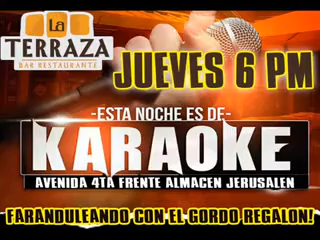 La
TERRAZA
BAR RESTAURANTE
JUEVES 6 PM
-ESTA NOCHE ES DE-
KARAOKE
AVENIDA 4TA FRENTE ALMACEN JERUSALEN
FARANDULEANDO CON EL GORDO REGALON!